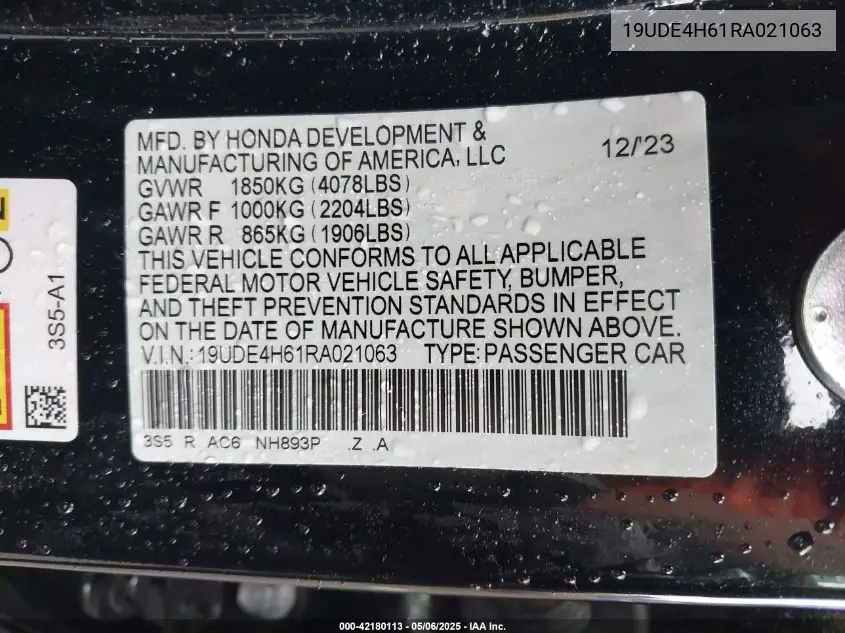 19UDE4H61RA021063
MFD. BY HONDA DEVELOPMENT &
MANUFACTURING OF AMERICA, LLC
12/'23
GVWR 1850KG (4078LBS)
GAWR F 1000KG (2204LBS)
GAWR R 865KG (1906LBS)
THIS VEHICLE CONFORMS TO ALL APPLICABLE
FEDERAL MOTOR VEHICLE SAFETY, BUMPER,
AND THEFT PREVENTION STANDARDS IN EFFECT
ON THE DATE OF MANUFACTURE SHOWN ABOVE.
V.I.N.: 19UDE4H61RA021063 TYPE: PASSENGER CAR
3S5 R AC6 NH893P .Z .A
3S5-A1
000-42180113 - 05/06/2025 - IAA Inc.